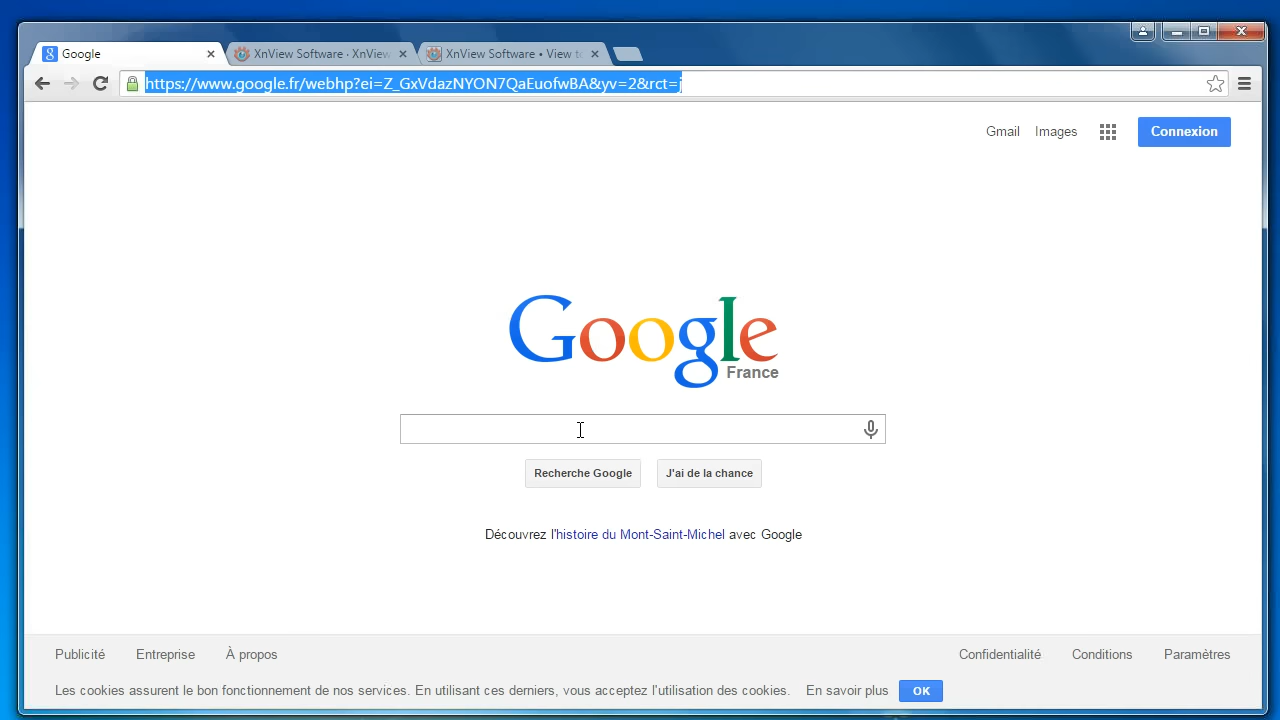 Google
XnView Software · XnView
XnView Software • View to
https://www.google.fr/webhp?ei=Z_GxVdazNYON7QaEuofwBA&yv=2&rct=j
Gmail Images Connexion
Google
France
Recherche Google J'ai de la chance
Découvrez l'histoire du Mont-Saint-Michel avec Google
Publicité Entreprise À propos Confidentialité Conditions Paramètres
Les cookies assurent le bon fonctionnement de nos services. En utilisant ces derniers, vous acceptez l'utilisation des cookies. En savoir plus OK